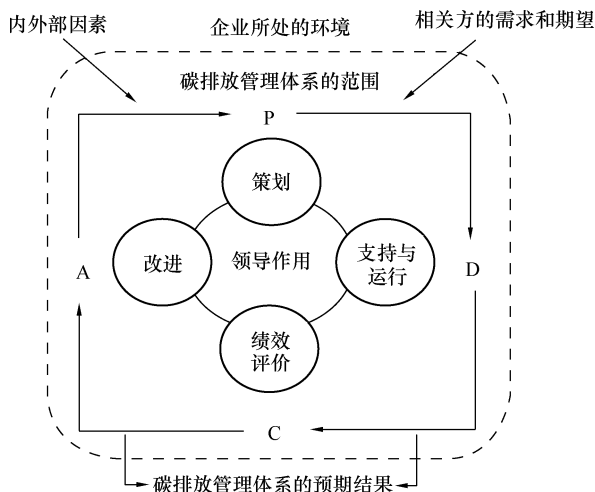 内外部因素
企业所处的环境
相关方的需求和期望
碳排放管理体系的范围
P
策划
改进
领导作用
支持与
运行
A
D
绩效
评价
C
碳排放管理体系的预期结果